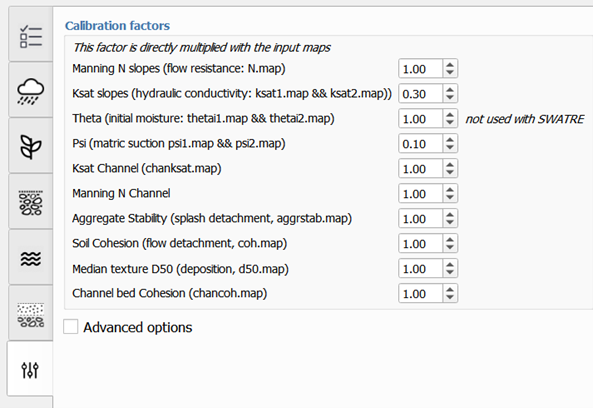 Calibration factors
This factor is directly multiplied with the input maps
Manning N slopes (flow resistance: N.map) 1.00
Ksat slopes (hydraulic conductivity: ksat1.map && ksat2.map)) 0.30
Theta (initial moisture: thetai1.map && thetai2.map) 1.00 not used with SWATRE
Psi (matric suction psi1.map && psi2.map) 0.10
Ksat Channel (chanksat.map) 1.00
Manning N Channel 1.00
Aggregate Stability (splash detachment, aggrstab.map) 1.00
Soil Cohesion (flow detachment, coh.map) 1.00
Median texture D50 (deposition, d50.map) 1.00
Channel bed Cohesion (chancoh.map) 1.00
Advanced options